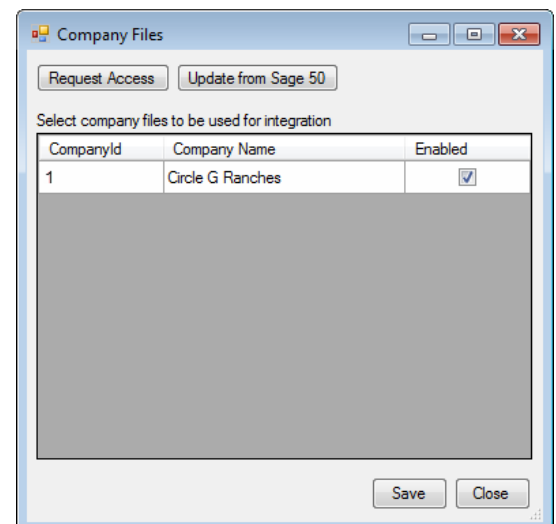 Company Files
Request Access Update from Sage 50
Select company files to be used for integration
CompanyId Company Name Enabled
1 Circle G Ranches
Save Close